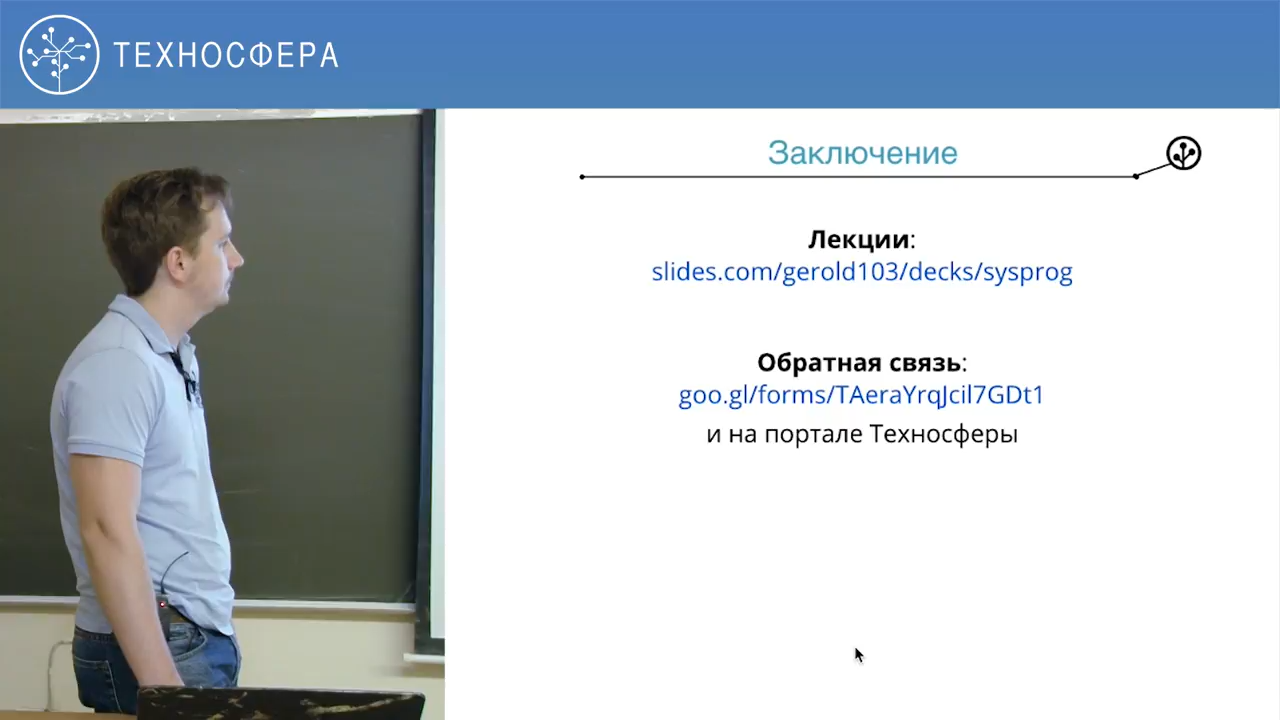 ТЕХНОСФЕРА
Заключение
Лекции:
slides.com/gerold103/decks/sysprog
Обратная связь:
goo.gl/forms/TAeraYrqJcil7GDt1
и на портале Техносферы